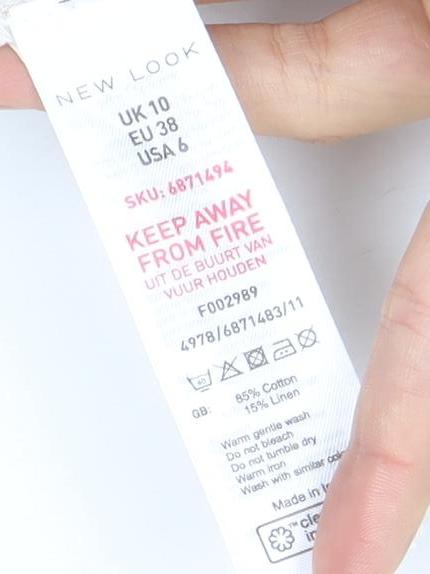 NEW LOOK
UK 10
EU 38
USA 6
SKU: 6871494
KEEP AWAY
FROM FIRE
UIT DE BUURT VAN
VUUR HOUDEN
F002989
4978/6871483/11
40
GB: 85% Cotton
15% Linen
Warm gentle wash
Do not bleach
Do not tumble dry
Warm iron
Wash with similar
Made in